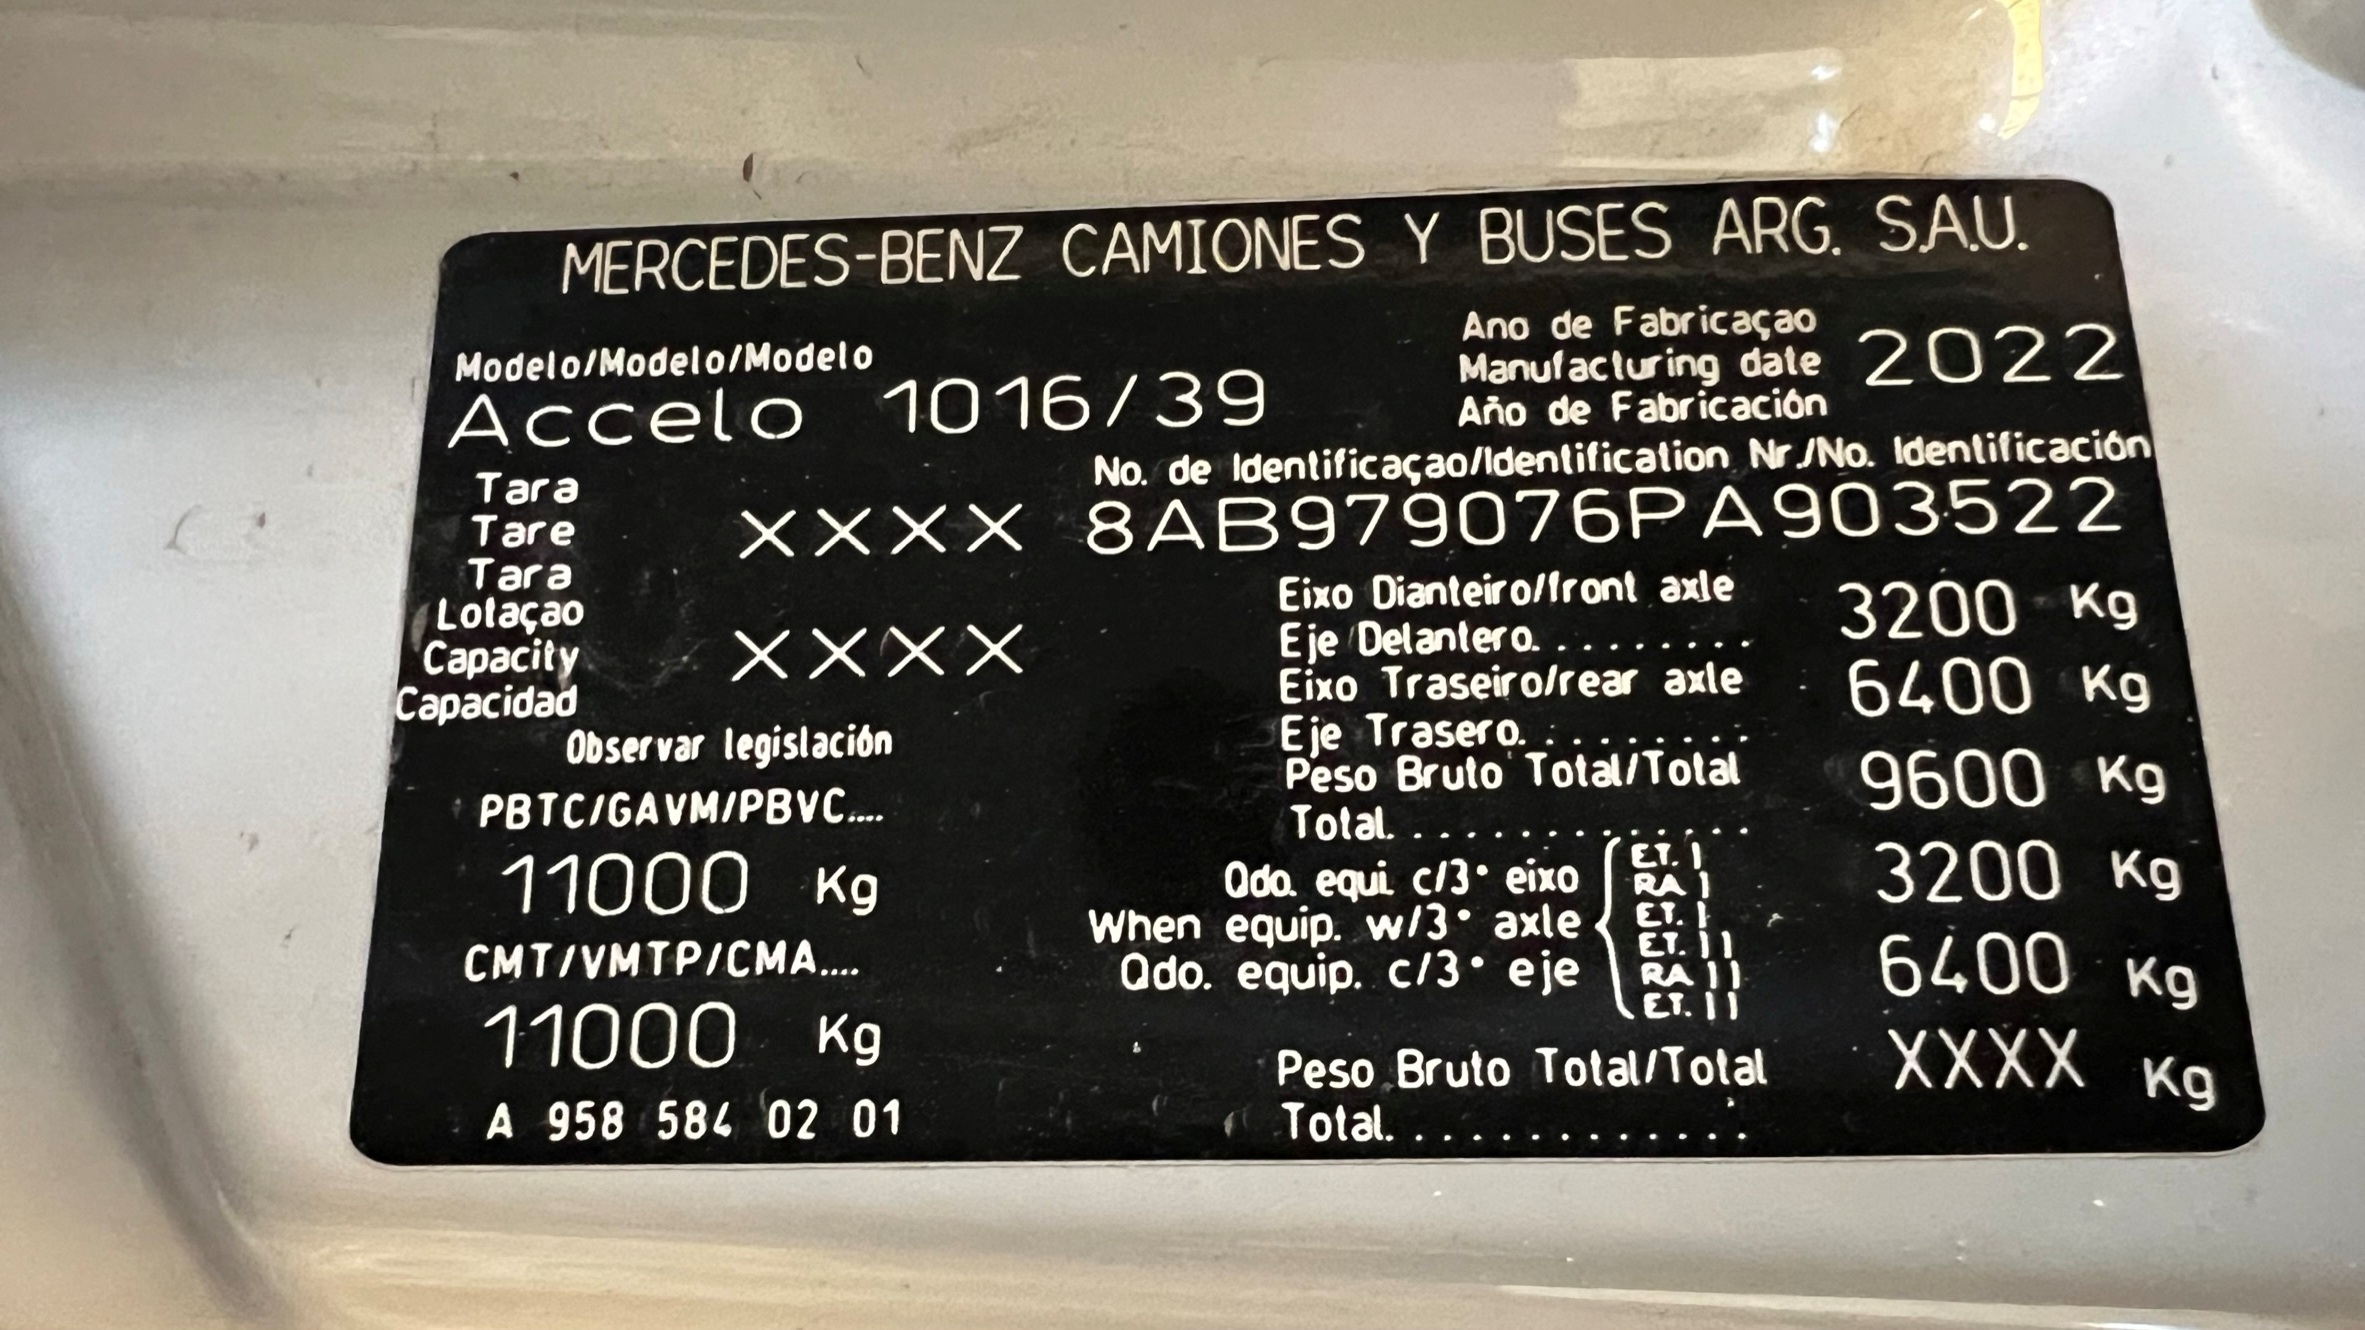 MERCEDES-BENZ CAMIONES Y BUSES ARG. S.A.U.
Modelo/Modelo/Modelo
Accelo 1016/39
Ano de Fabricaçao
Manufacturing date
Año de Fabricación
2022
No. de Identificaçao/Identification Nr./No. Identificación
8AB979076PA903522
Tara
Tare
Tara
XXXX
Lotaçao
Capacity
Capacidad
XXXX
Observar legislación
PBTC/GAVM/PBVC....
11000 Kg
CMT/VMTP/CMA....
11000 Kg
A 958 584 02 01
Eixo Dianteiro/front axle
Eje Delantero......... 3200 Kg
Eixo Traseiro/rear axle
Eje Trasero......... 6400 Kg
Peso Bruto Total/Total
Total.............. 9600 Kg
Qdo. equi. c/3° eixo
When equip. w/3° axle
Qdo. equip. c/3° eje
ET. I
RA I
ET. I
ET. II
RA II
ET. II
3200 Kg
6400 Kg
Peso Bruto Total/Total
Total.............. XXXX Kg